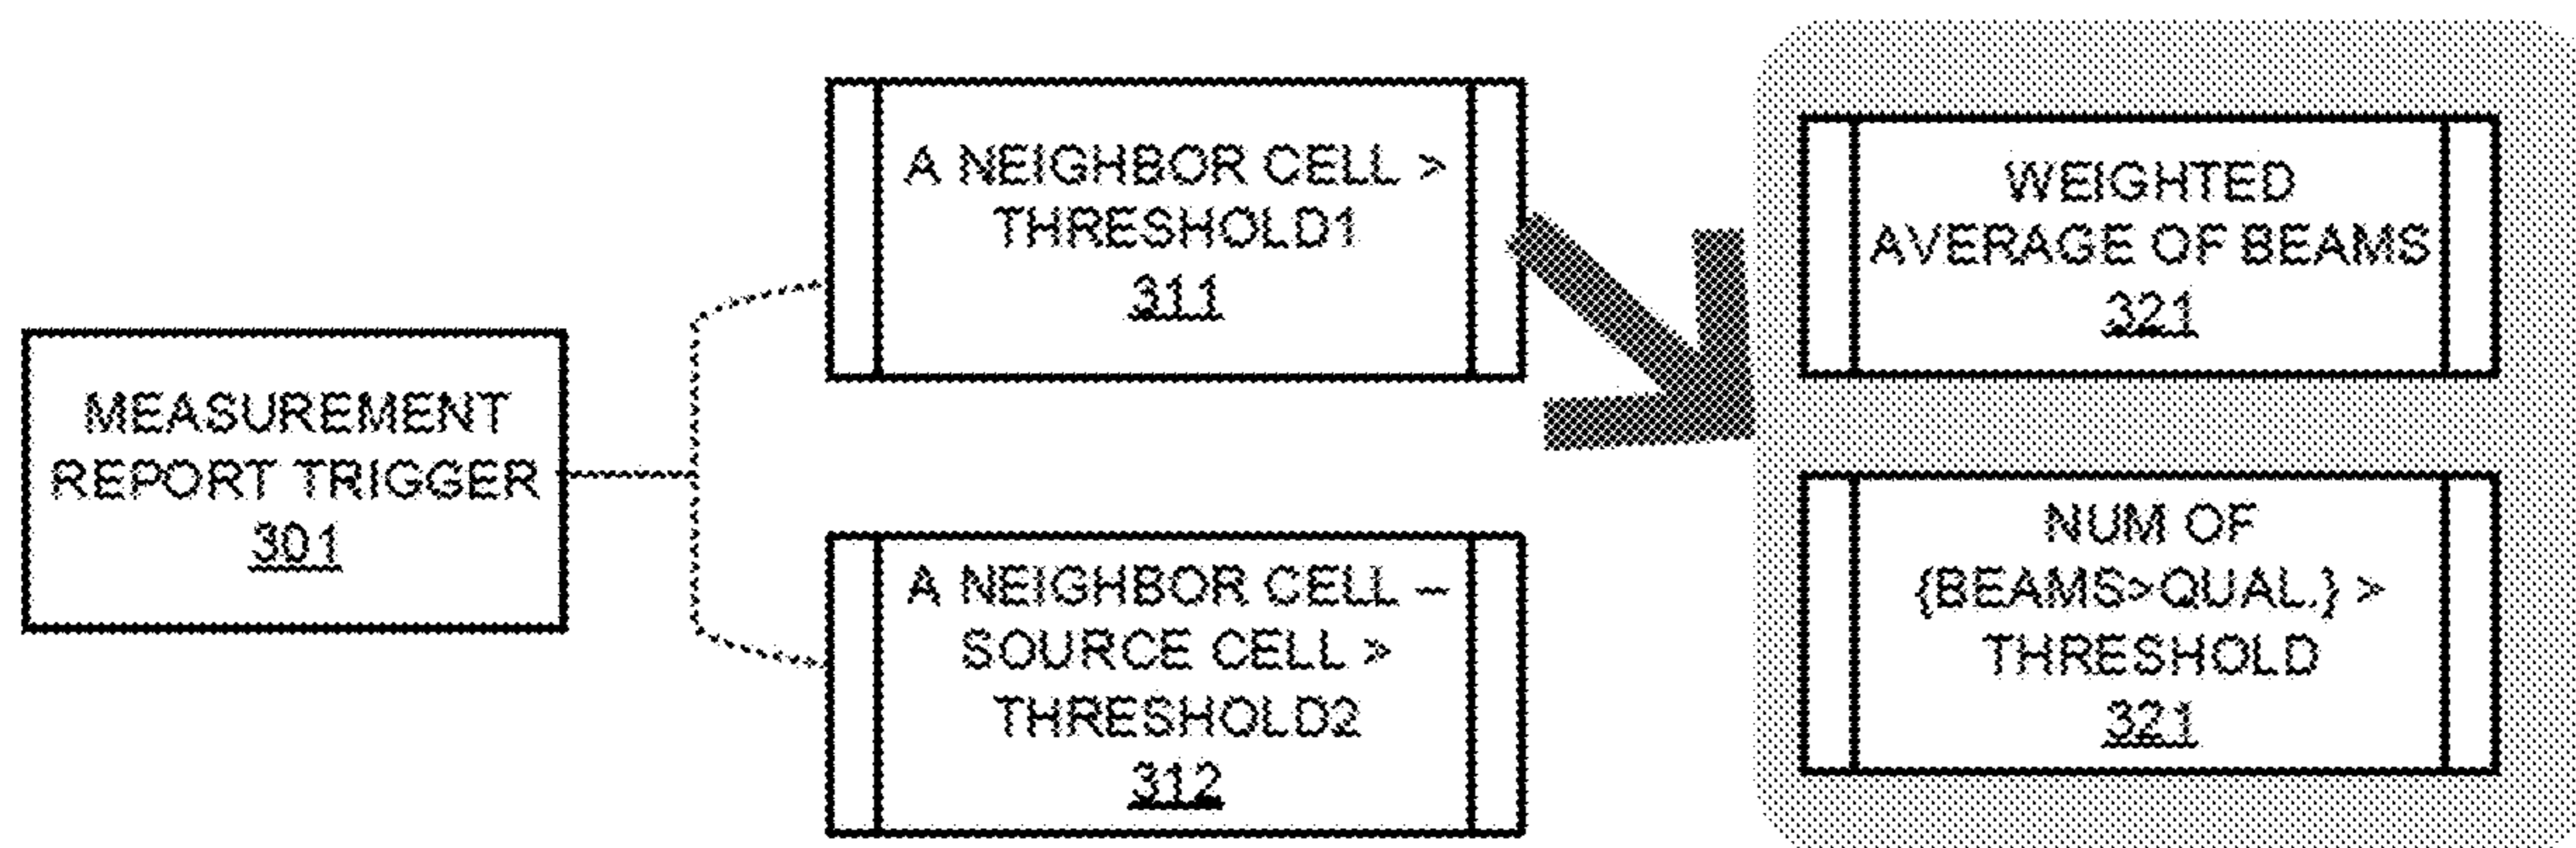 MEASUREMENT
REPORT TRIGGER
301
A NEIGHBOR CELL >
THRESHOLD1
311
A NEIGHBOR CELL –
SOURCE CELL >
THRESHOLD2
312
WEIGHTED
AVERAGE OF BEAMS
321
NUM OF
{BEAMS>QUAL.} >
THRESHOLD
321